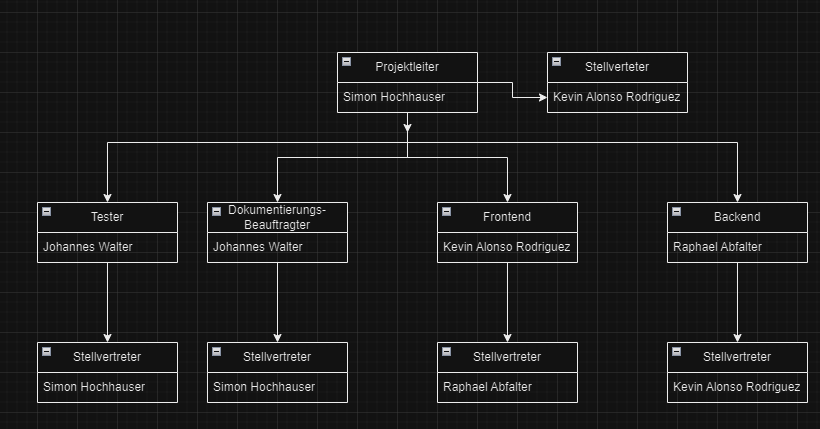 Projektleiter
Simon Hochhauser
Stellverteter
Kevin Alonso Rodriguez
Tester
Johannes Walter
Dokumentierungs-
Beauftragter
Johannes Walter
Frontend
Kevin Alonso Rodriguez
Backend
Raphael Abfalter
Stellvertreter
Simon Hochhauser
Stellvertreter
Simon Hochhauser
Stellvertreter
Raphael Abfalter
Stellvertreter
Kevin Alonso Rodriguez